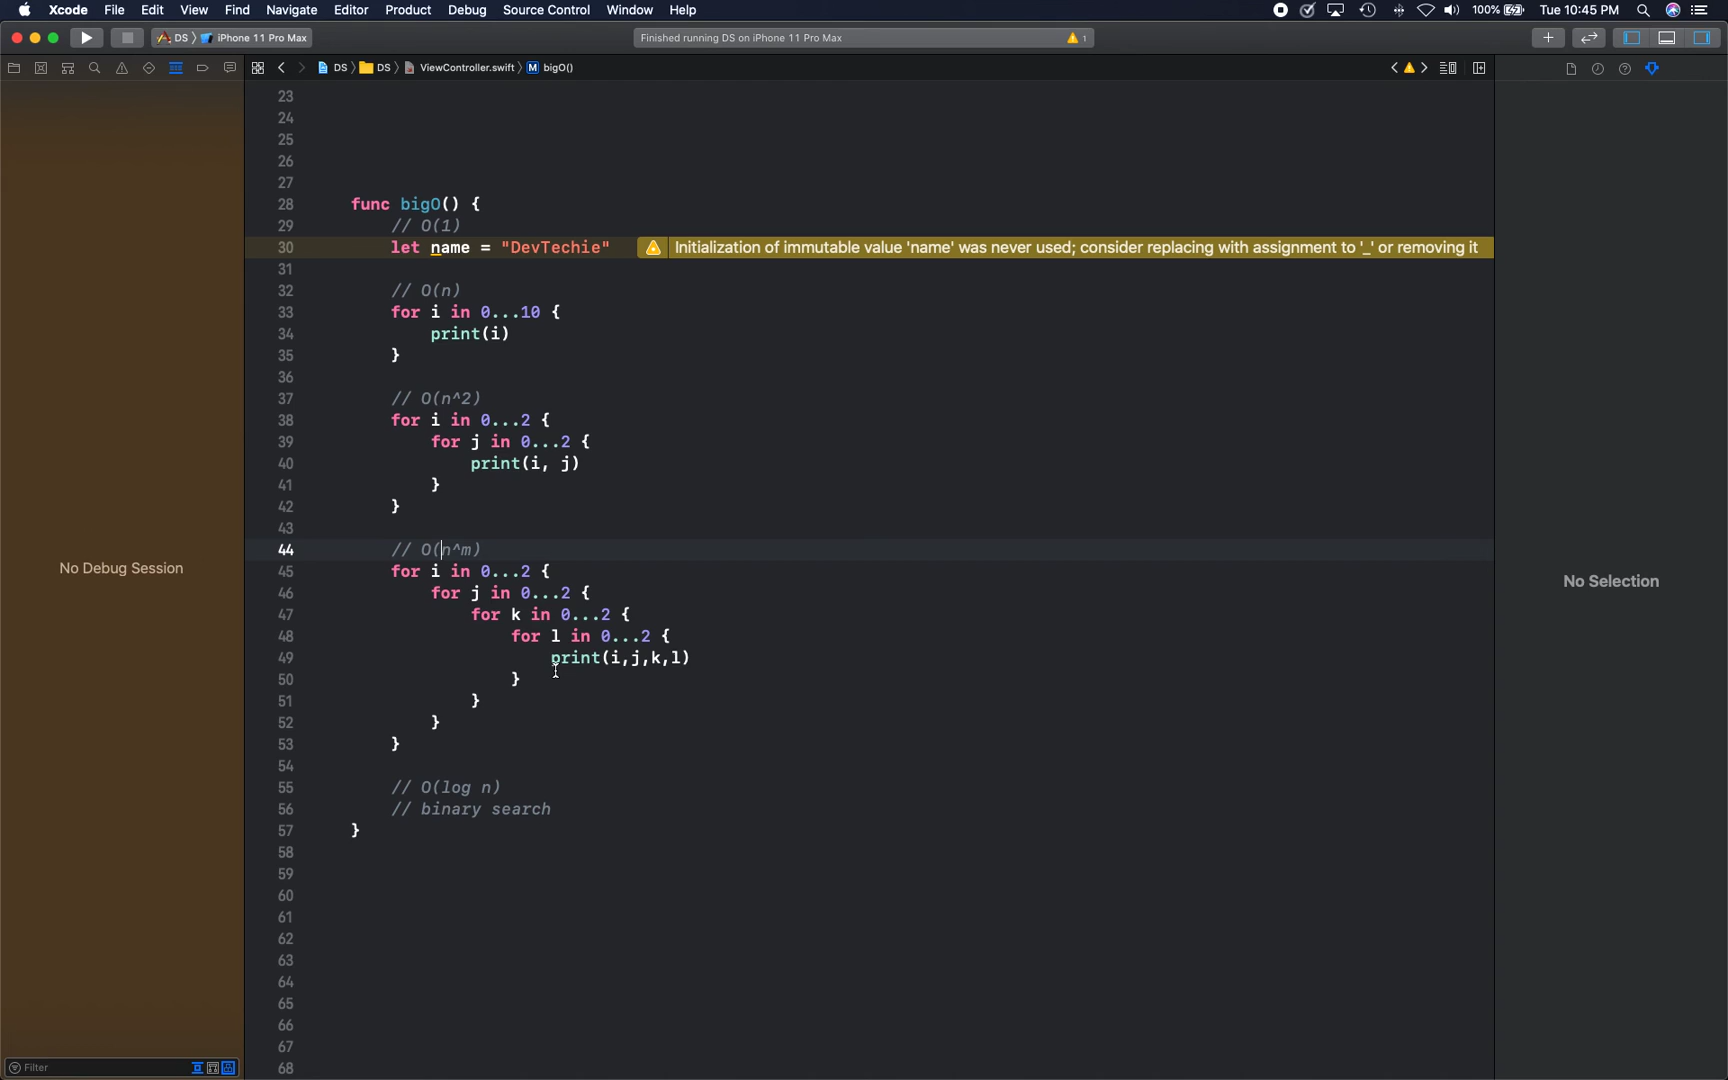 Xcode File Edit View Find Navigate Editor Product Debug Source Control Window Help 100% Tue 10:45 PM
DS iPhone 11 Pro Max Finished running DS on iPhone 11 Pro Max 1
DS DS ViewController.swift M bigO()
23
24
25
26
27
28 func bigO() {
29 // O(1)
30 let name = "DevTechie" Initialization of immutable value 'name' was never used; consider replacing with assignment to '_' or removing it
31
32 // O(n)
33 for i in 0...10 {
34 print(i)
35 }
36
37 // O(n^2)
38 for i in 0...2 {
39 for j in 0...2 {
40 print(i, j)
41 }
42 }
43
44 // O(n^m)
45 for i in 0...2 {
46 for j in 0...2 {
47 for k in 0...2 {
48 for l in 0...2 {
49 print(i,j,k,l)
50 }
51 }
52 }
53 }
54
55 // O(log n)
56 // binary search
57 }
58
59
60
61
62
63
64
65
66
67
68
No Debug Session
No Selection
Filter